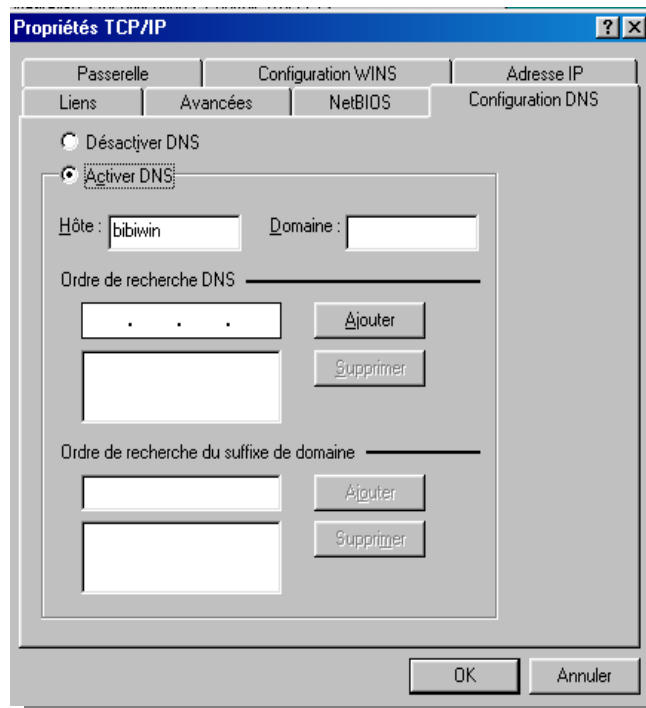 Propriétés TCP/IP
Passerelle Configuration WINS Adresse IP
Liens Avancées NetBIOS Configuration DNS
Désactiver DNS
Activer DNS
Hôte : bibiwin Domaine :
Ordre de recherche DNS
. . . Ajouter
Supprimer
Ordre de recherche du suffixe de domaine
Ajouter
Supprimer
OK Annuler